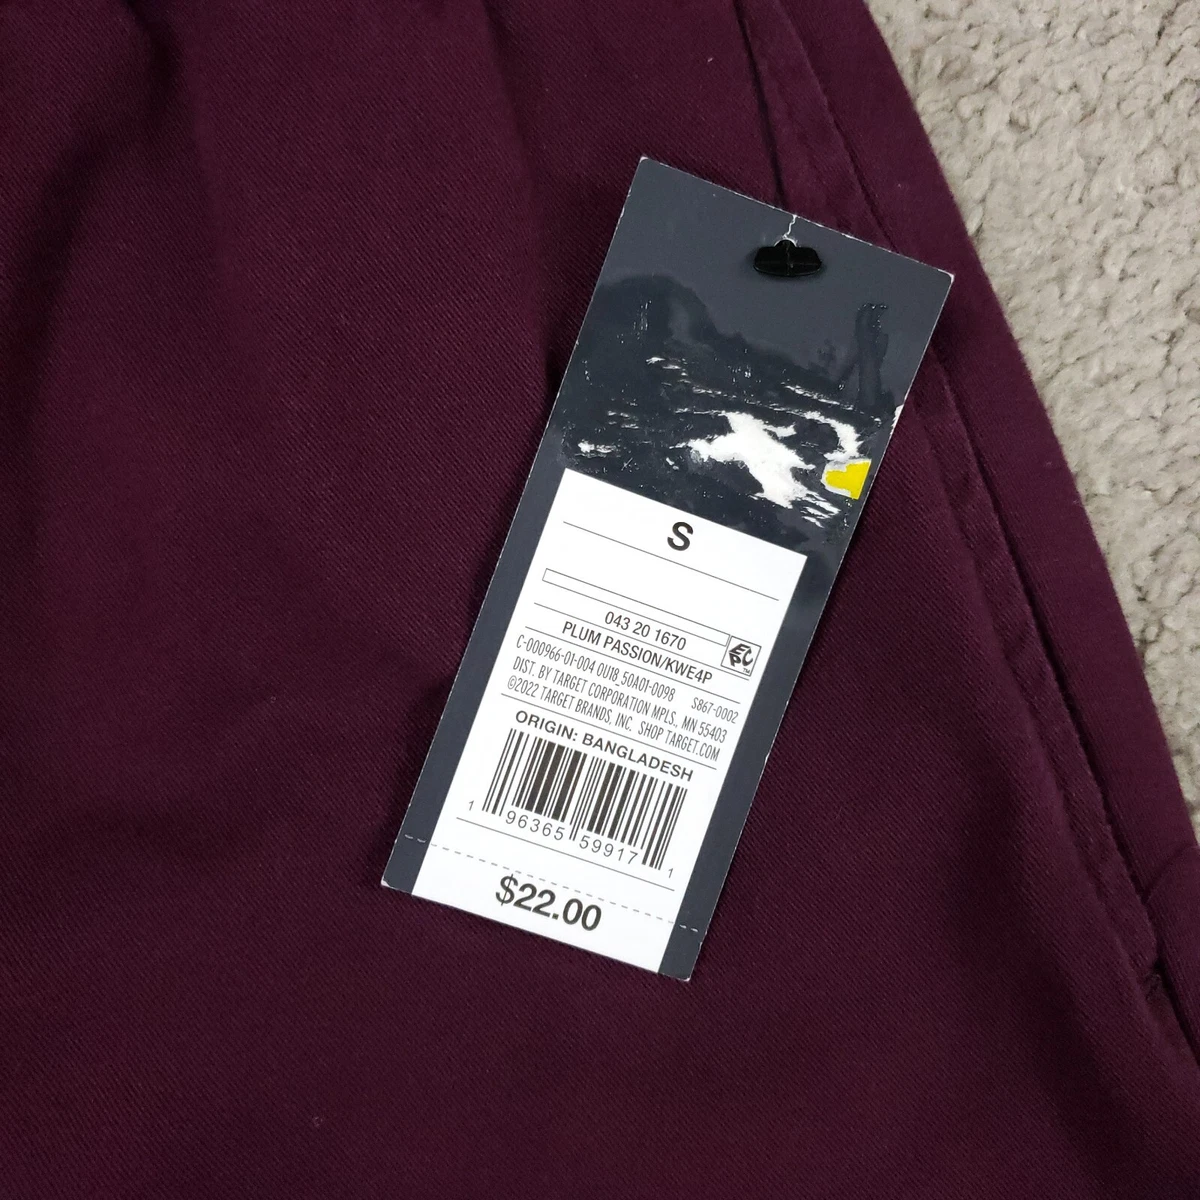 S
043 20 1670
PLUM PASSION/KWE4P
C-000966-01-004 0U18_50A01-0098 S867-0002
DIST. BY TARGET CORPORATION MPLS., MN 55403
©2022 TARGET BRANDS, INC. SHOP TARGET.COM
ORIGIN: BANGLADESH
1 96365 59917 1
$22.00